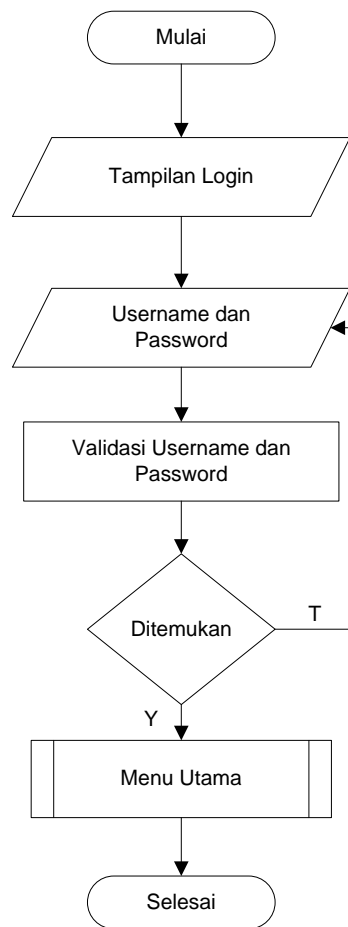 Mulai
Tampilan Login
Username dan
Password
Validasi Username dan
Password
Ditemukan
T
Y
Menu Utama
Selesai